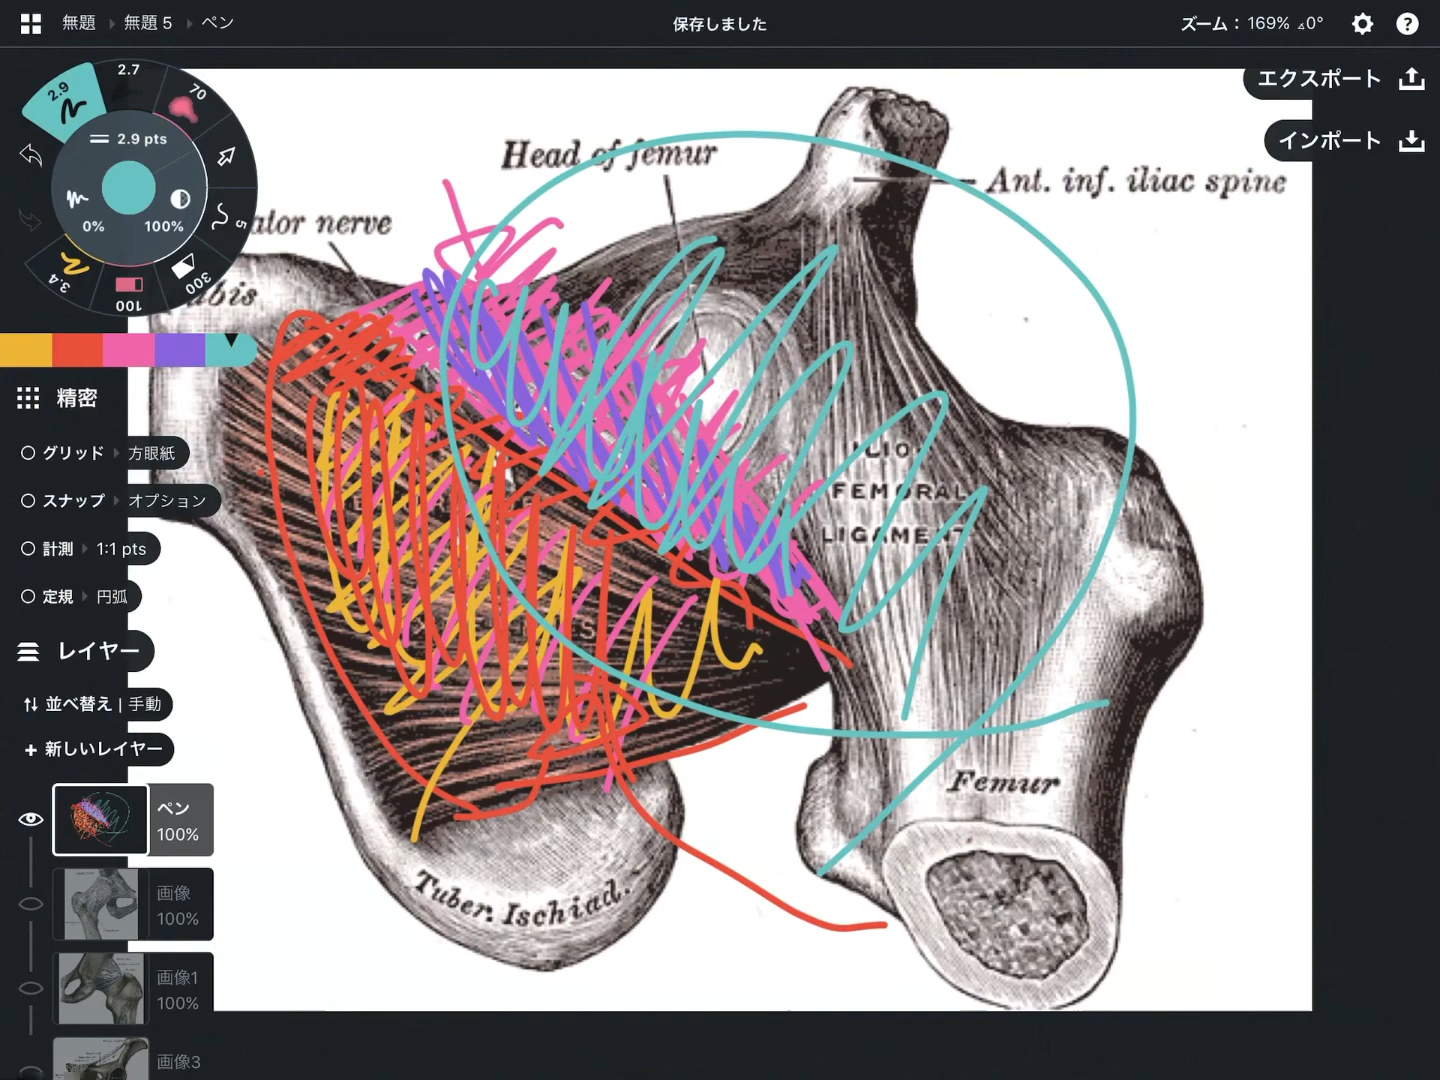 無題 無題 5 ペン
保存しました
ズーム： 169% ⊿0°
エクスポート
インポート
2.9
2.7
70
2.9 pts
0%
100%
5
300
100
3.4
Head of femur
Ant. inf. iliac spine
ator nerve
精密
グリッド 方眼紙
スナップ オプション
計測 1:1 pts
定規 円弧
ILIO
FEMORAL
LIGAMENT
レイヤー
並べ替え | 手動
+ 新しいレイヤー
ペン
100%
画像
100%
画像1
100%
画像3
Femur
Tuber. Ischiad.